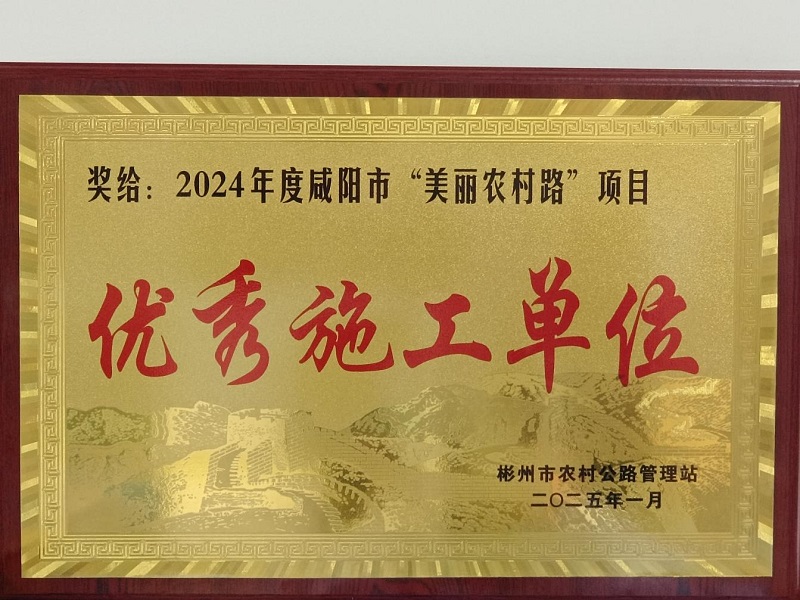 奖给：2024年度咸阳市“美丽农村路”项目
优秀施工单位
彬州市农村公路管理站
二〇二五年一月